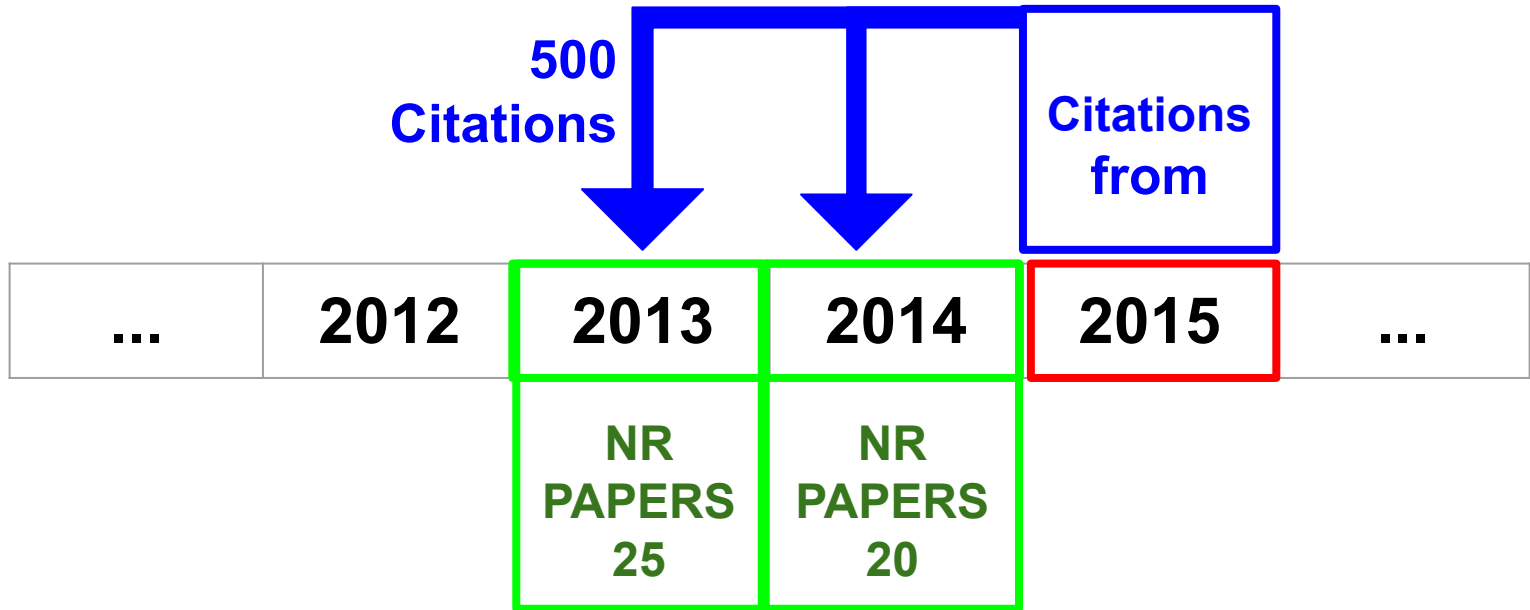 500
Citations
Citations
from
... 2012 2013 2014 2015 ...
NR
PAPERS
25
NR
PAPERS
20